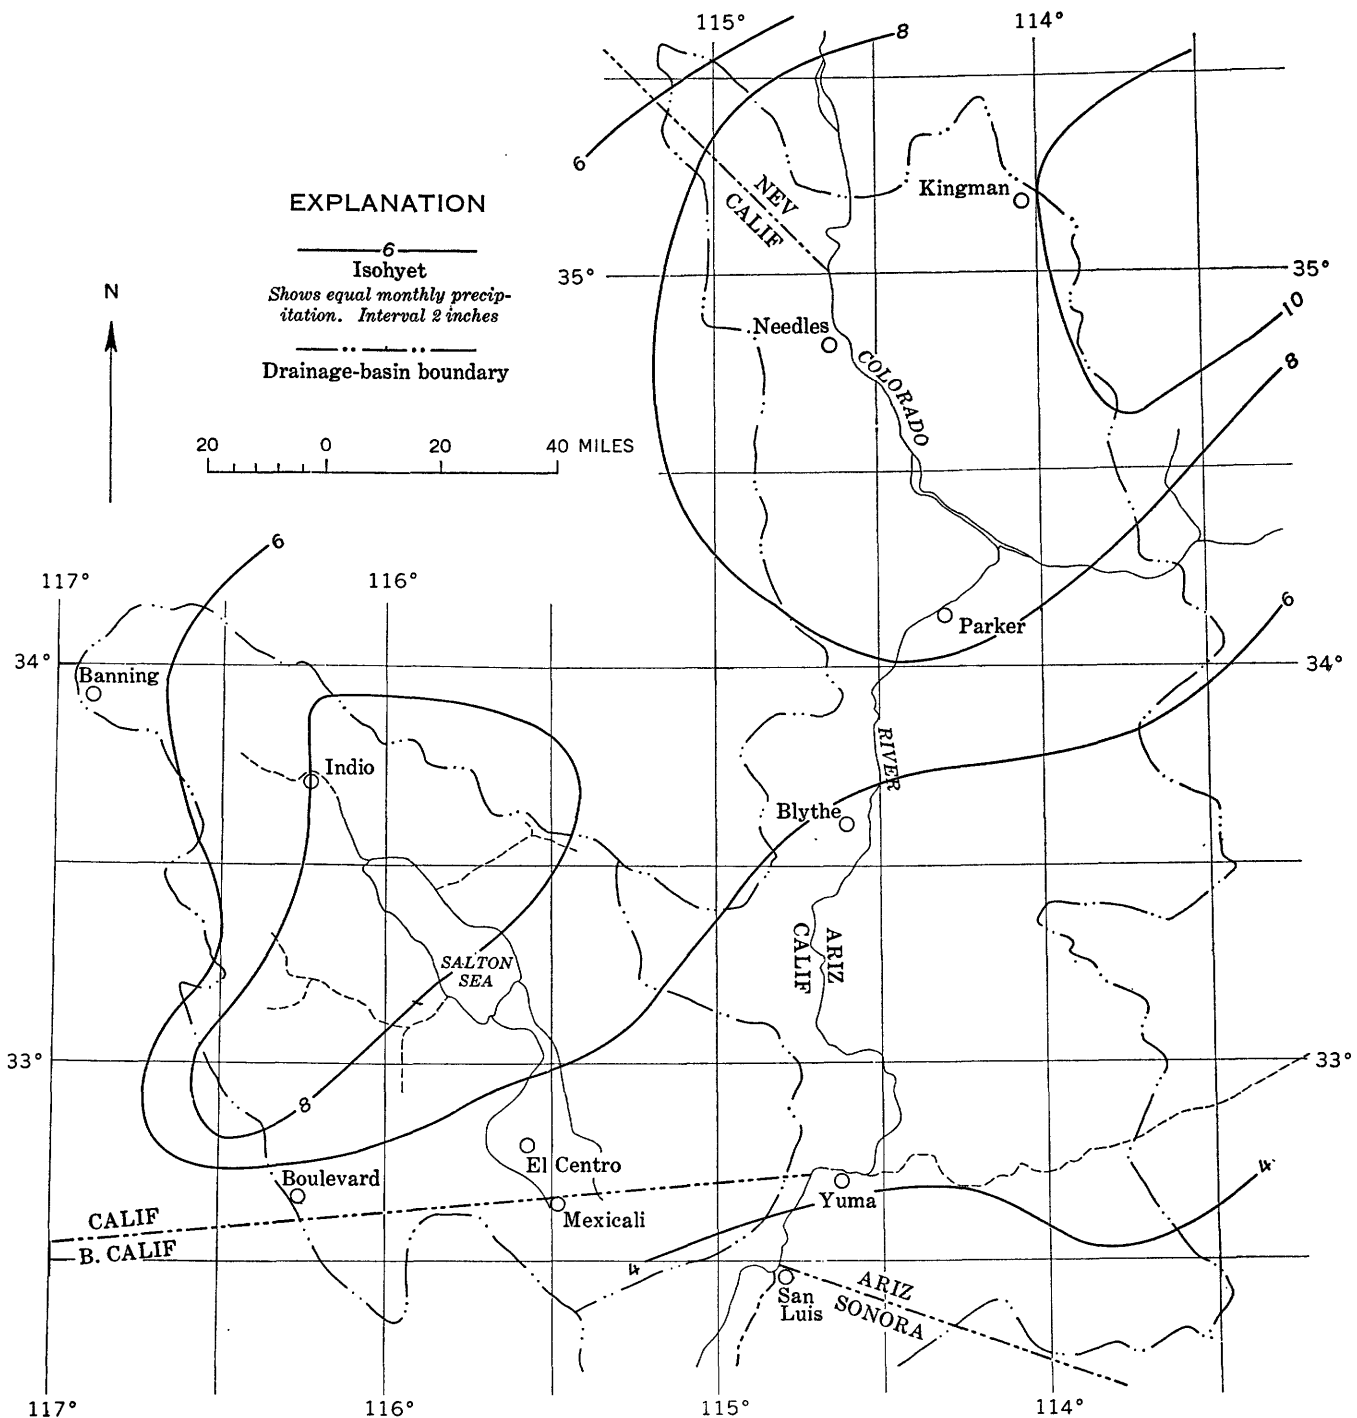 115°
114°
8
6
NEV
CALIF
Kingman
EXPLANATION
6
Isohyet
Shows equal monthly precip-
itation. Interval 2 inches
Drainage-basin boundary
N
35°
35°
10
Needles
COLORADO
8
20 0 20 40 MILES
6
117°
116°
6
Parker
34°
34°
Banning
RIVER
Indio
Blythe
ARIZ
CALIF
SALTON
SEA
33°
33°
8
El Centro
4
Boulevard
Yuma
Mexicali
CALIF
B. CALIF
4
San
Luis
ARIZ
SONORA
117°
116°
115°
114°